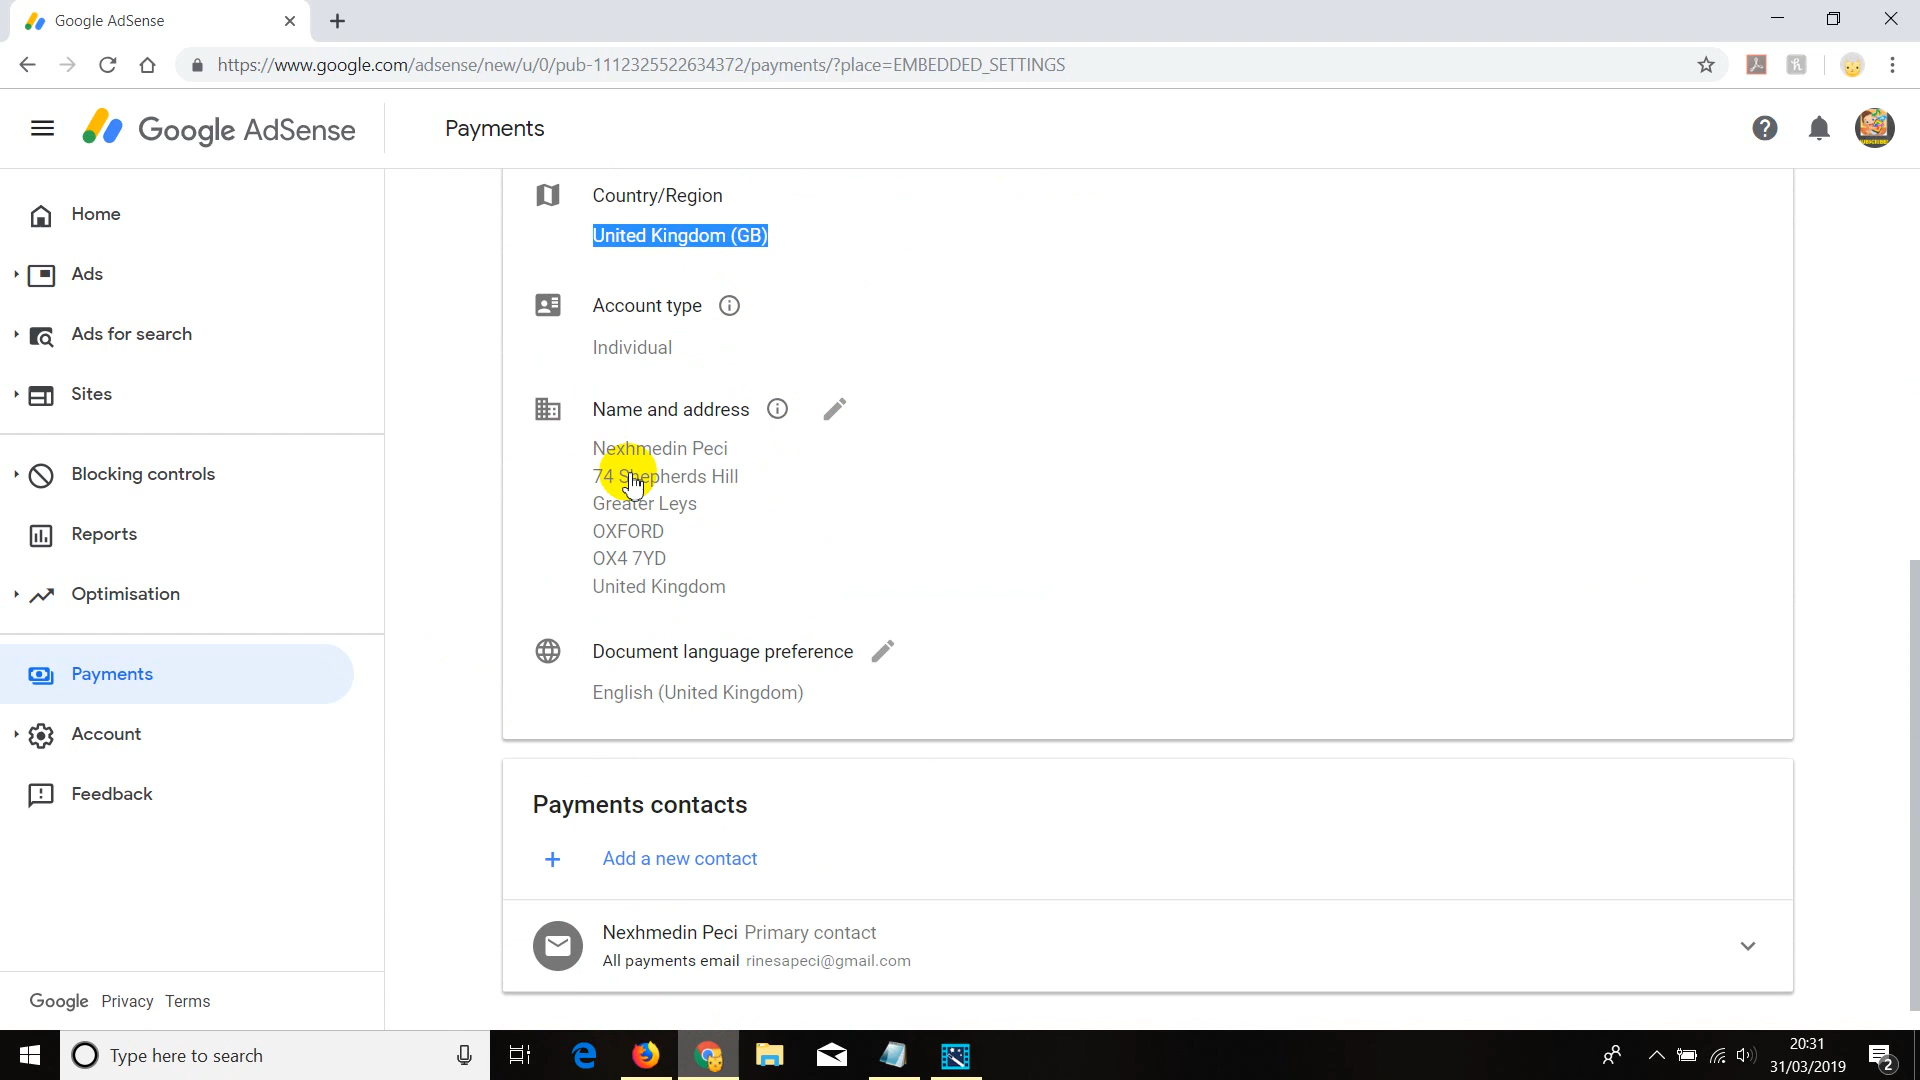 Google AdSense
https://www.google.com/adsense/new/u/0/pub-1112325522634372/payments/?place=EMBEDDED_SETTINGS
Google AdSense
Payments
Home
Ads
Ads for search
Sites
Blocking controls
Reports
Optimisation
Payments
Account
Feedback
Google Privacy Terms
Country/Region
United Kingdom (GB)
Account type
Individual
Name and address
Nexhmedin Peci
74 Shepherds Hill
Greater Leys
OXFORD
OX4 7YD
United Kingdom
Document language preference
English (United Kingdom)
Payments contacts
+ Add a new contact
Nexhmedin Peci Primary contact
All payments email rinesapeci@gmail.com
Type here to search
20:31
31/03/2019
2